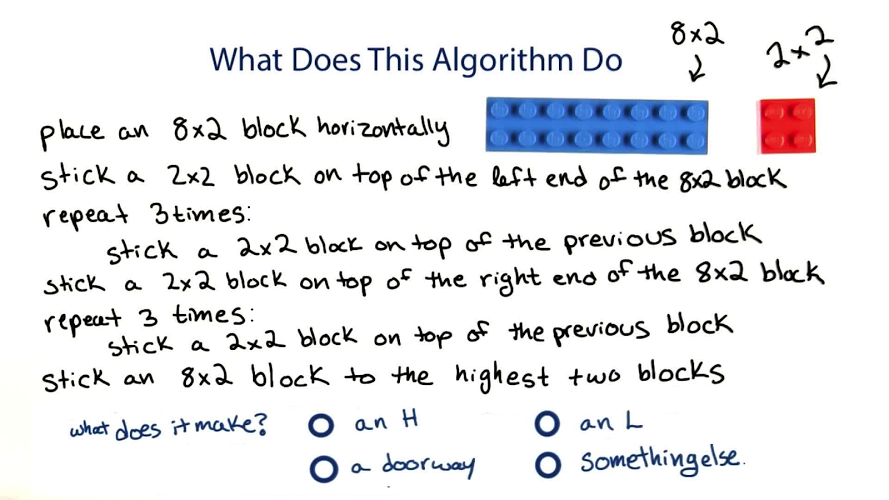 8x2
2x2
What Does This Algorithm Do
place an 8x2 block horizontally
stick a 2x2 block on top of the left end of the 8x2 block
repeat 3 times:
stick a 2x2 block on top of the previous block
stick a 2x2 block on top of the right end of the 8x2 block
repeat 3 times:
stick a 2x2 block on top of the previous block
stick an 8x2 block to the highest two blocks
what does it make?
an H
an L
a doorway
something else.